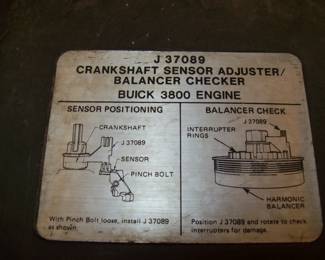 J 37089
CRANKSHAFT SENSOR ADJUSTER/
BALANCER CHECKER
BUICK 3800 ENGINE
SENSOR POSITIONING
CRANKSHAFT
J 37089
SENSOR
PINCH BOLT
With Pinch Bolt loose, install J 37089
as shown.
BALANCER CHECK
J 37089
INTERRUPTER
RINGS
HARMONIC
BALANCER
Position J 37089 and rotate to check
interrupters for damage.